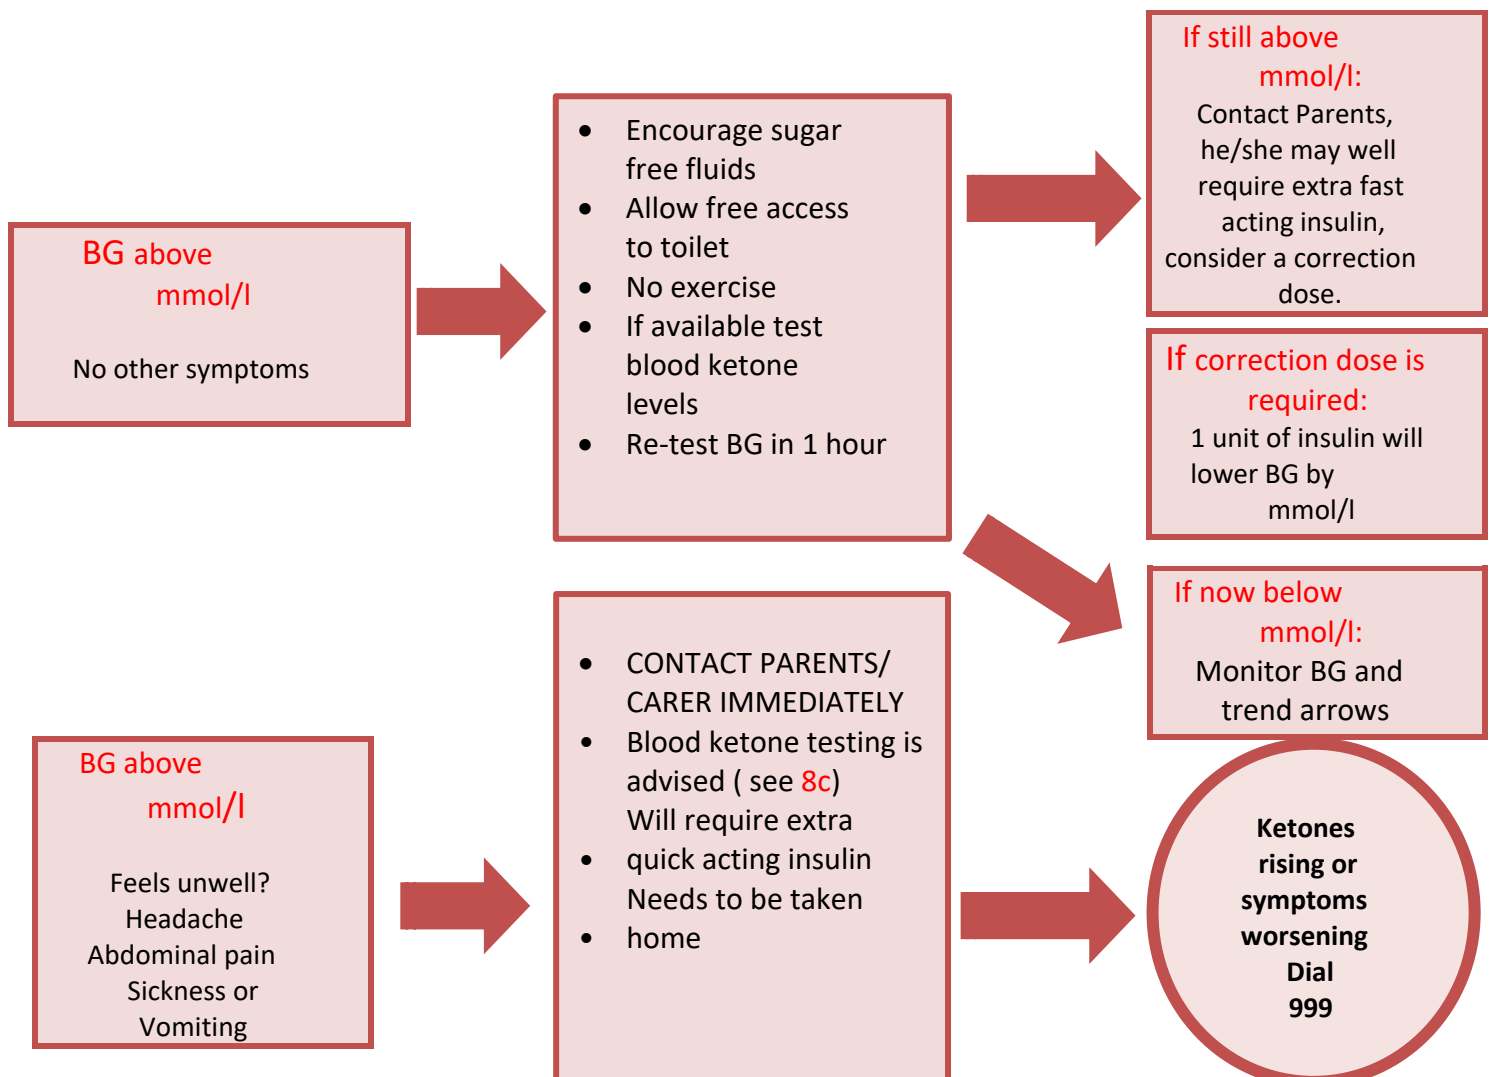 BG above
mmol/l
No other symptoms
• Encourage sugar
free fluids
• Allow free access
to toilet
• No exercise
• If available test
blood ketone
levels
• Re-test BG in 1 hour
If still above
mmol/l:
Contact Parents,
he/she may well
require extra fast
acting insulin,
consider a correction
dose.
If correction dose is
required:
1 unit of insulin will
lower BG by
mmol/l
If now below
mmol/l:
Monitor BG and
trend arrows
BG above
mmol/l
Feels unwell?
Headache
Abdominal pain
Sickness or
Vomiting
• CONTACT PARENTS/
CARER IMMEDIATELY
• Blood ketone testing is
advised ( see 8c)
Will require extra
• quick acting insulin
Needs to be taken
• home
Ketones
rising or
symptoms
worsening
Dial
999